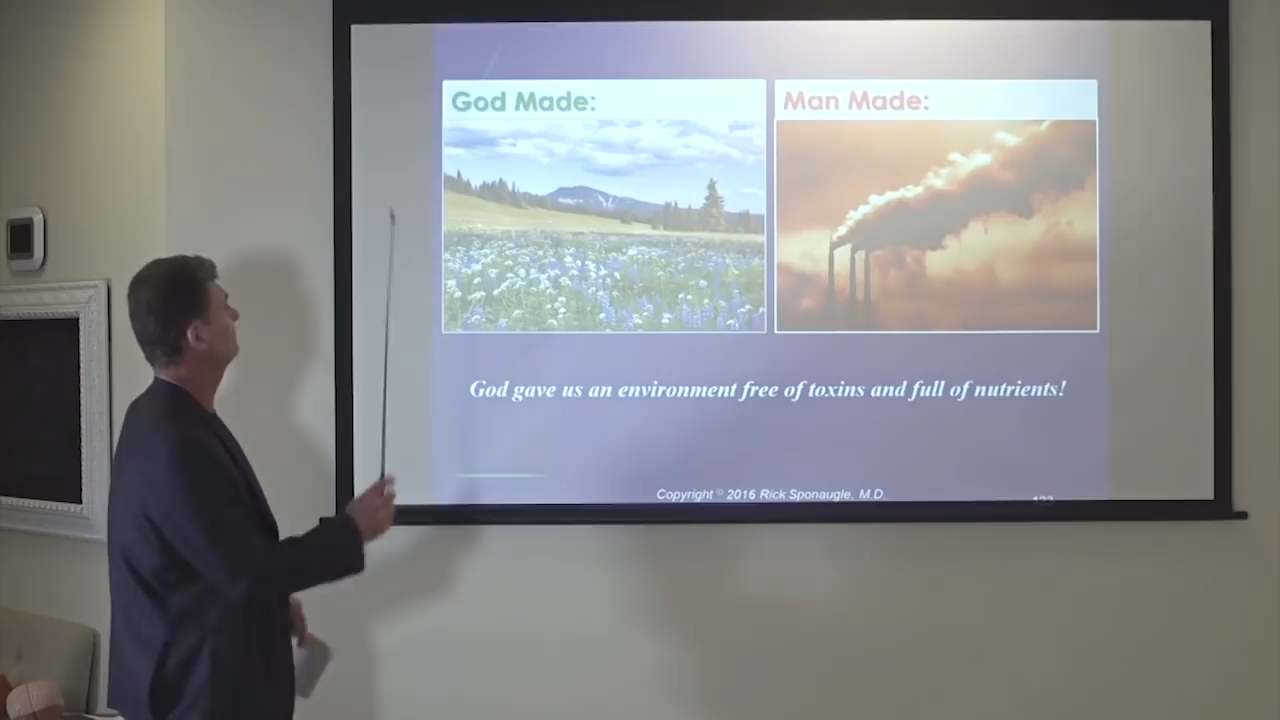 God Made:
Man Made:
God gave us an environment free of toxins and full of nutrients!
Copyright © 2016 Rick Sponaugle, M.D.